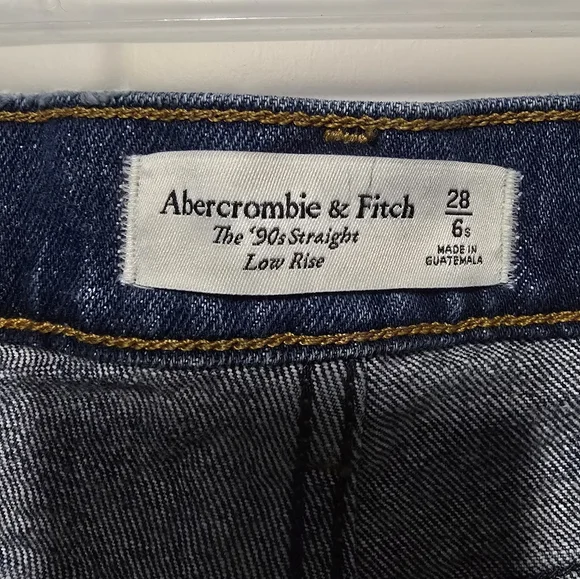 Abercrombie & Fitch
The '90s Straight
Low Rise
28
6s
MADE IN
GUATEMALA